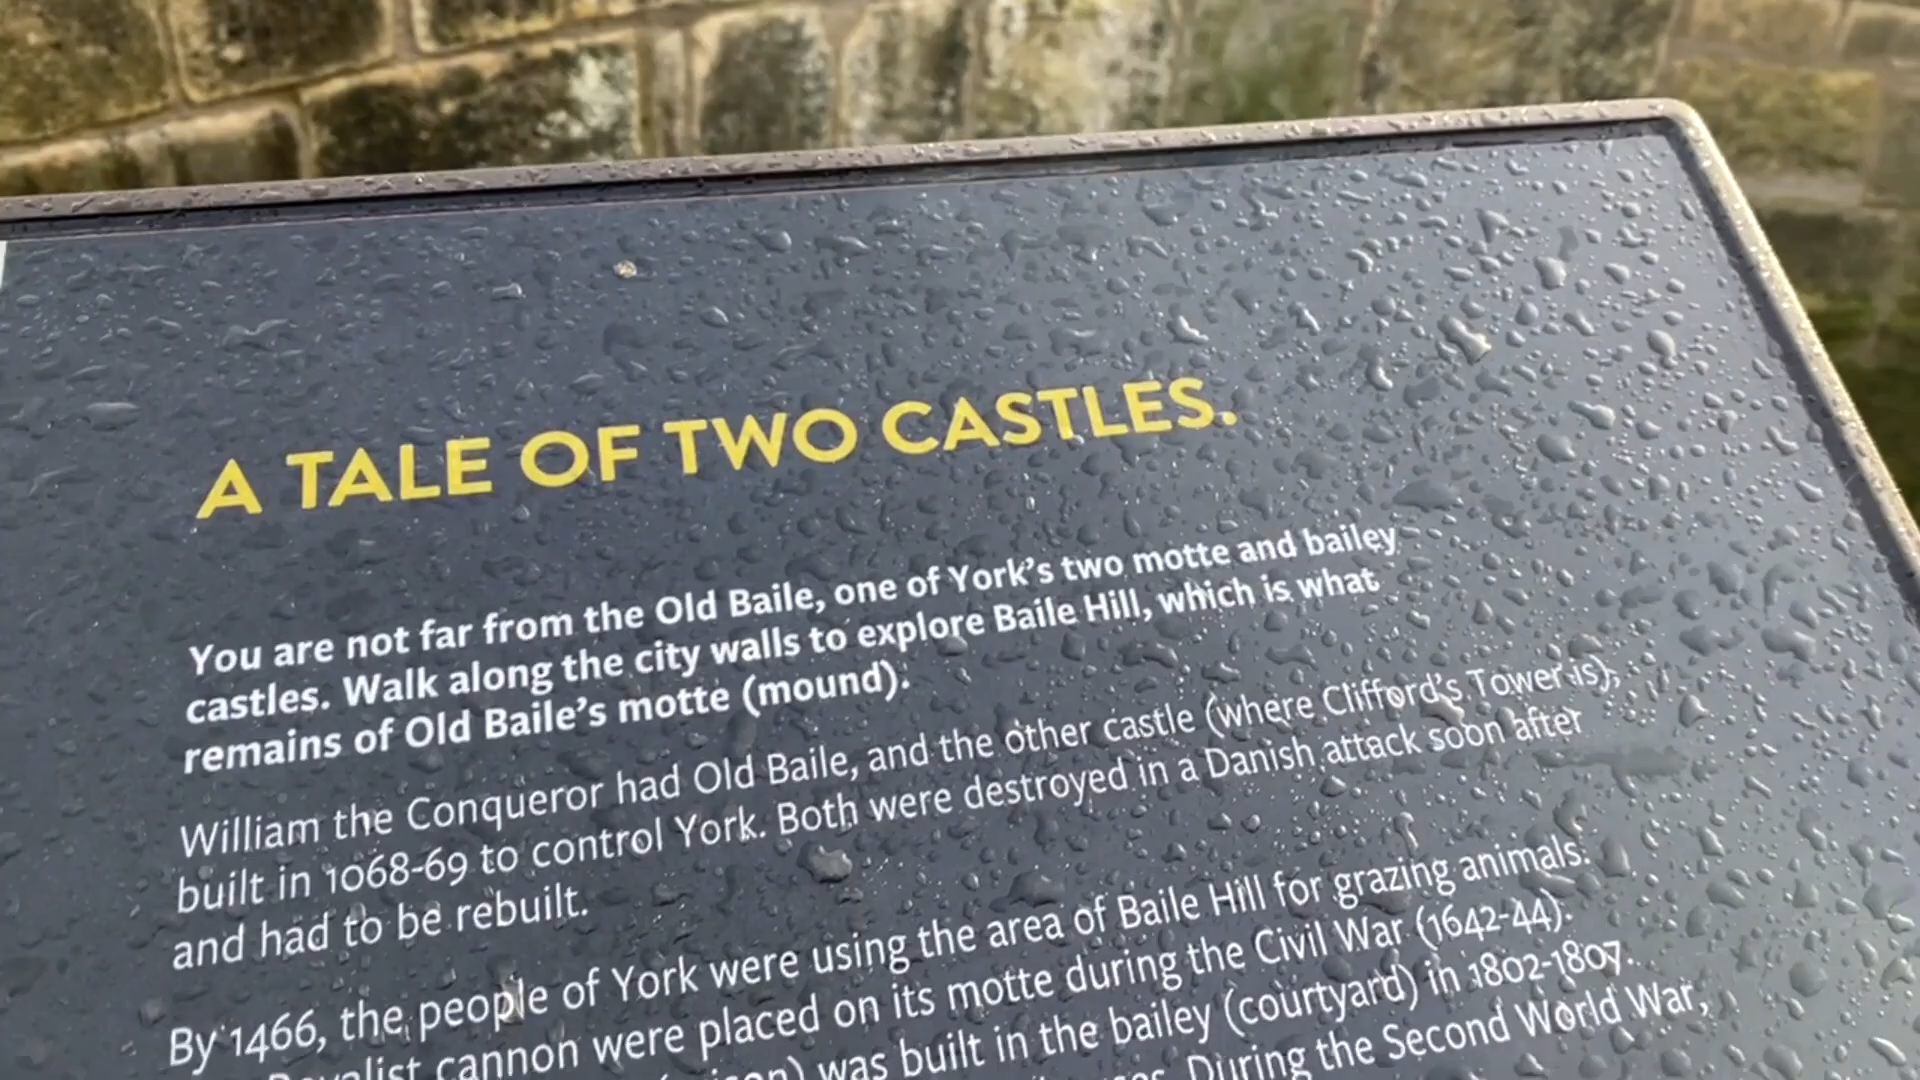 A TALE OF TWO CASTLES.
You are not far from the Old Baile, one of York's two motte and bailey
castles. Walk along the city walls to explore Baile Hill, which is what
remains of Old Baile's motte (mound).
William the Conqueror had Old Baile, and the other castle (where Clifford's Tower is),
built in 1068-69 to control York. Both were destroyed in a Danish attack soon after
and had to be rebuilt.
By 1466, the people of York were using the area of Baile Hill for grazing animals.
cannon were placed on its motte during the Civil War (1642-44).
was built in the bailey (courtyard) in 1802-1807.
During the Second World War,